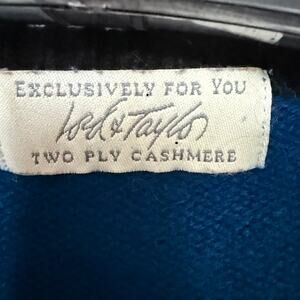 EXCLUSIVELY FOR YOU
Lord & Taylor
TWO PLY CASHMERE